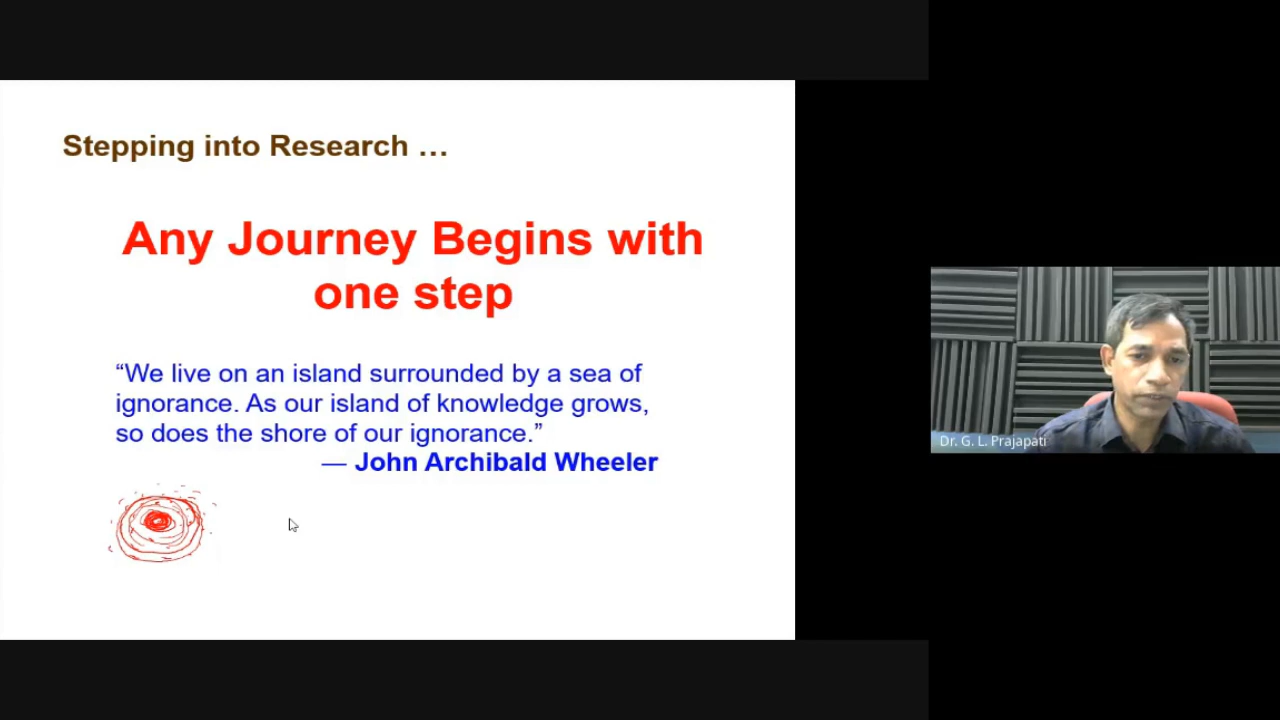 Stepping into Research …
Any Journey Begins with
one step
“We live on an island surrounded by a sea of
ignorance. As our island of knowledge grows,
so does the shore of our ignorance.”
— John Archibald Wheeler
Dr. G. L. Prajapati